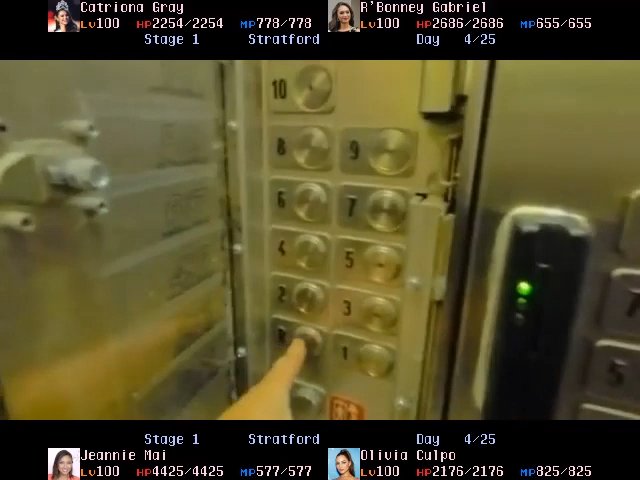 Catriona Gray
Lv100 HP2254/2254 MP778/778
R'Bonney Gabriel
Lv100 HP2686/2686 MP655/655
Stage 1 Stratford Day 4/25
10
8 9
6 7
4 5
2 3
1
7
5
Stage 1 Stratford Day 4/25
Jeannie Mai
Lv100 HP4425/4425 MP577/577
Olivia Culpo
Lv100 HP2176/2176 MP825/825